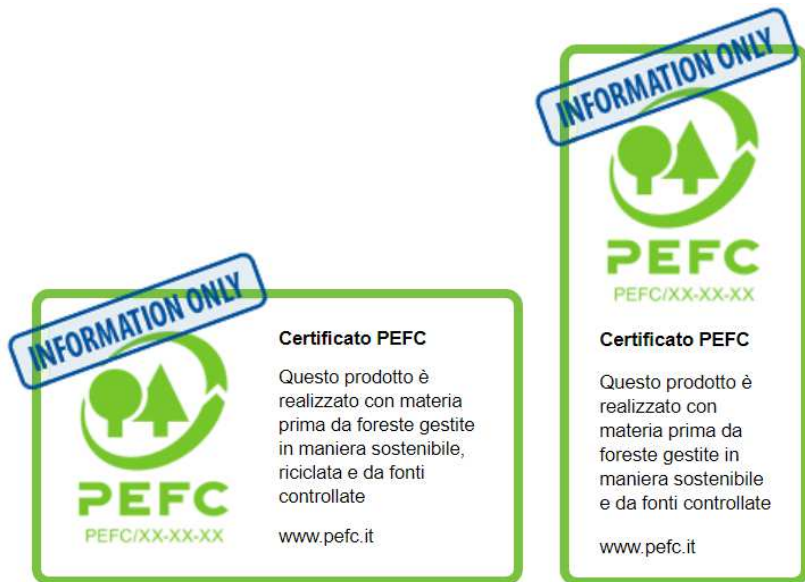 INFORMATION ONLY
PEFC
PEFC/XX-XX-XX
Certificato PEFC
Questo prodotto è
realizzato con materia
prima da foreste gestite
in maniera sostenibile,
riciclata e da fonti
controllate
www.pefc.it
INFORMATION ONLY
PEFC
PEFC/XX-XX-XX
Certificato PEFC
Questo prodotto è
realizzato con
materia prima da
foreste gestite in
maniera sostenibile
e da fonti controllate
www.pefc.it